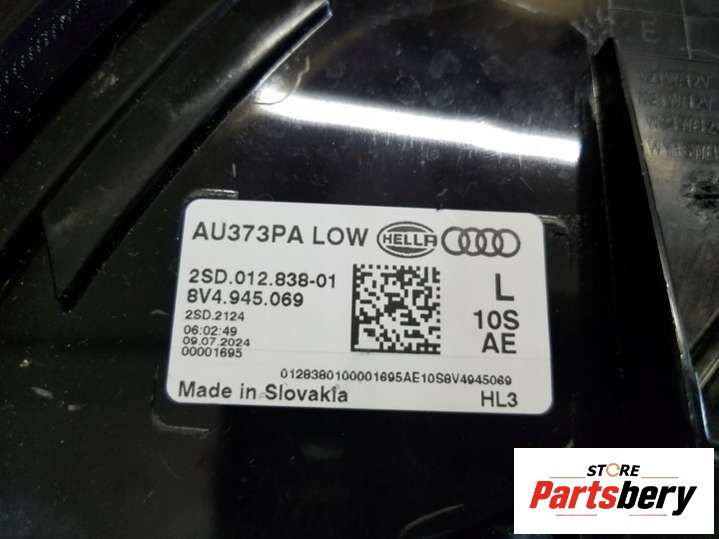 E
AU373PA LOW HELLA
2SD.012.838-01
8V4.945.069
2SD.2124
06:02:49
09.07.2024
00001695
L
10S
AE
0128380100001695AE10S8V4945069
Made in Slovakia
HL3
STORE
Partsbery